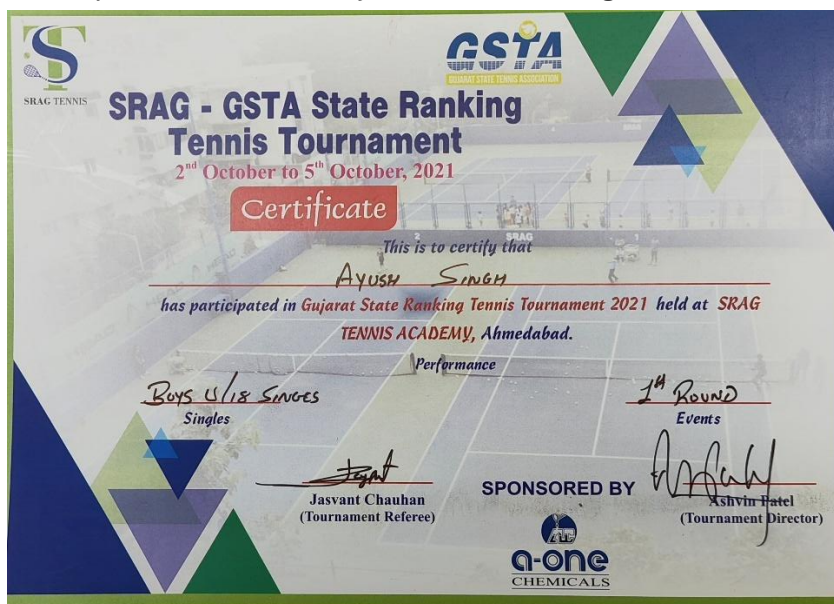 SRAG TENNIS
GSTA
GUJARAT STATE TENNIS ASSOCIATION
SRAG - GSTA State Ranking
Tennis Tournament
2nd October to 5th October, 2021
Certificate
This is to certify that
AYUSH SINGH
has participated in Gujarat State Ranking Tennis Tournament 2021 held at SRAG
TENNIS ACADEMY, Ahmedabad.
Performance
BOYS U/18 SINGES
Singles
1st ROUND
Events
Jasvant Chauhan
(Tournament Referee)
SPONSORED BY
Ashvin Patel
(Tournament Director)
a-one
CHEMICALS